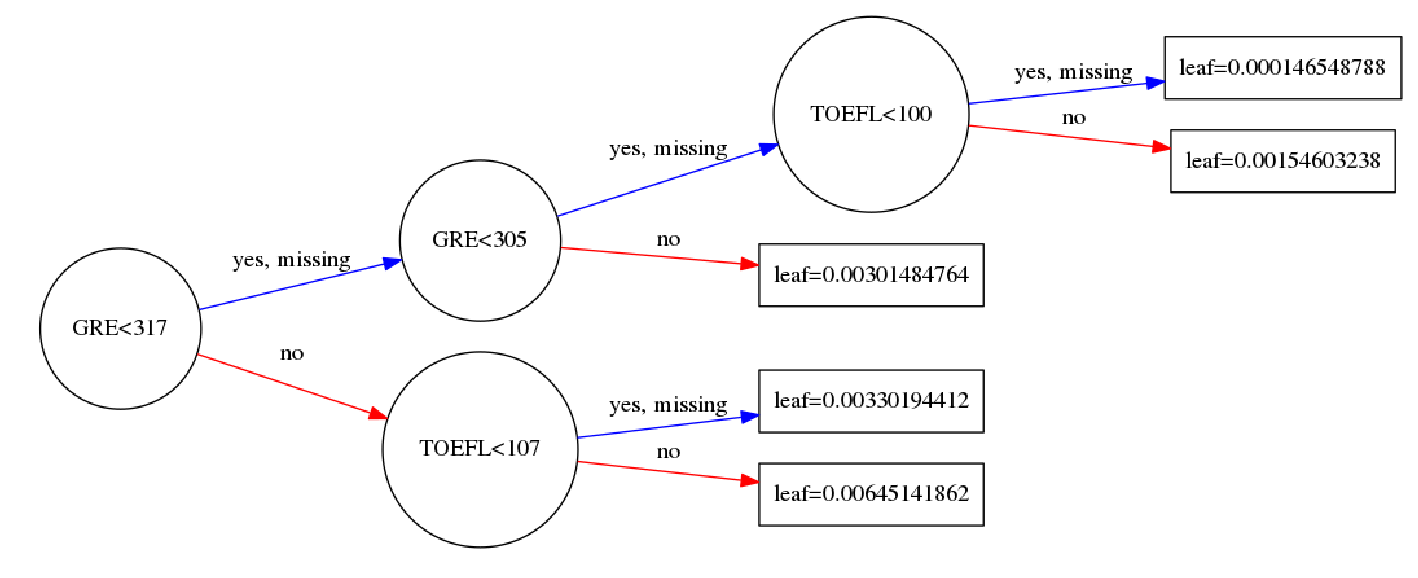 yes, missing
leaf=0.000146548788
TOEFL<100
no
leaf=0.00154603238
yes, missing
GRE<305
no
leaf=0.00301484764
yes, missing
GRE<317
no
yes, missing
leaf=0.00330194412
TOEFL<107
no
leaf=0.00645141862